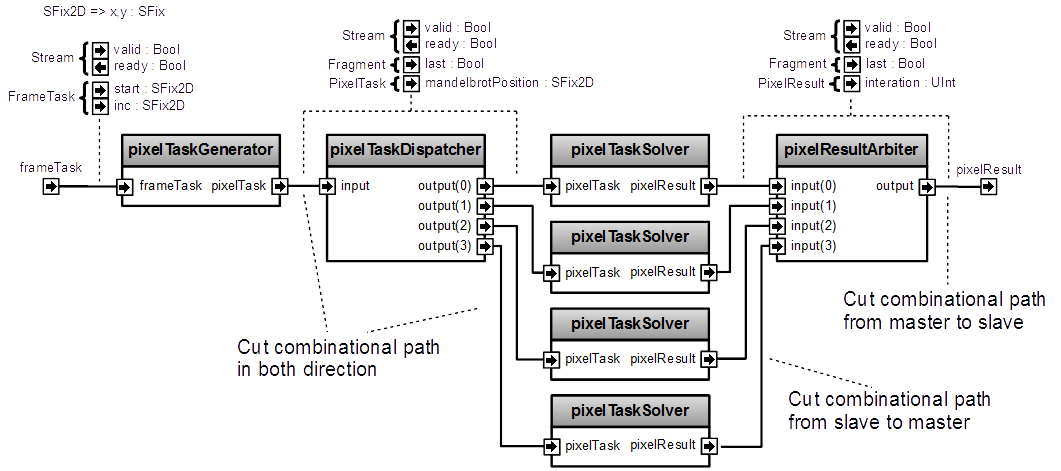 SFix2D => x,y : SFix
Stream
valid : Bool
ready : Bool
FrameTask
start : SFix2D
inc : SFix2D
Stream
valid : Bool
ready : Bool
Fragment
last : Bool
PixelTask
mandelbrotPosition : SFix2D
Stream
valid : Bool
ready : Bool
Fragment
last : Bool
PixelResult
interation : UInt
frameTask
pixelTaskGenerator
frameTask pixelTask
pixelTaskDispatcher
input
output(0)
output(1)
output(2)
output(3)
pixelTaskSolver
pixelTask pixelResult
pixelTaskSolver
pixelTask pixelResult
pixelTaskSolver
pixelTask pixelResult
pixelTaskSolver
pixelTask pixelResult
pixelResultArbiter
input(0)
input(1)
input(2)
input(3)
output
pixelResult
Cut combinational path
in both direction
Cut combinational path
from master to slave
Cut combinational path
from slave to master